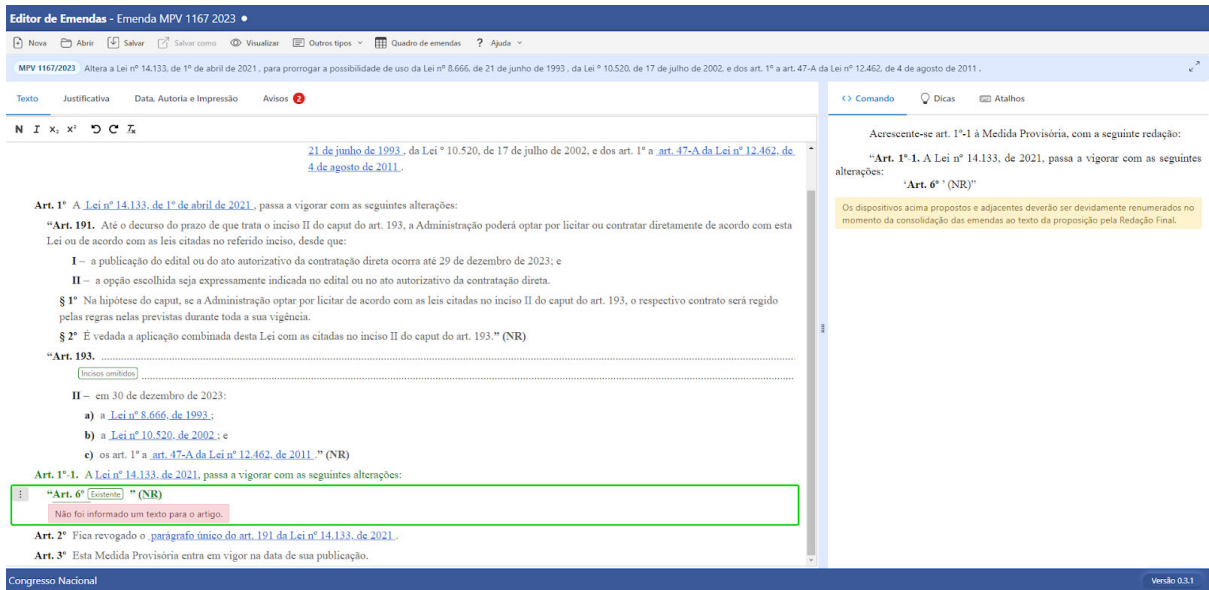 Editor de Emendas - Emenda MPV 1167 2023 ●
Nova Abrir Salvar Salvar como Visualizar Outros tipos Quadro de emendas ? Ajuda
MPV 1167/2023 Altera a Lei nº 14.133, de 1º de abril de 2021 , para prorrogar a possibilidade de uso da Lei nº 8.666, de 21 de junho de 1993 , da Lei º 10.520, de 17 de julho de 2002, e dos art. 1º a art. 47-A da Lei nº 12.462, de 4 de agosto de 2011 .
Texto Justificativa Data, Autoria e Impressão Avisos 2
N I x₂ x²
21 de junho de 1993 , da Lei º 10.520, de 17 de julho de 2002, e dos art. 1º a art. 47-A da Lei nº 12.462, de
4 de agosto de 2011 .
Art. 1º A Lei nº 14.133, de 1º de abril de 2021 , passa a vigorar com as seguintes alterações:
“Art. 191. Até o decurso do prazo de que trata o inciso II do caput do art. 193, a Administração poderá optar por licitar ou contratar diretamente de acordo com esta
Lei ou de acordo com as leis citadas no referido inciso, desde que:
I – a publicação do edital ou do ato autorizativo da contratação direta ocorra até 29 de dezembro de 2023; e
II – a opção escolhida seja expressamente indicada no edital ou no ato autorizativo da contratação direta.
§ 1º Na hipótese do caput, se a Administração optar por licitar de acordo com as leis citadas no inciso II do caput do art. 193, o respectivo contrato será regido
pelas regras nelas previstas durante toda a sua vigência.
§ 2º É vedada a aplicação combinada desta Lei com as citadas no inciso II do caput do art. 193.” (NR)
“Art. 193. ........................................
Incisos omitidos ........................................
II – em 30 de dezembro de 2023:
a) a Lei nº 8.666, de 1993 ;
b) a Lei nº 10.520, de 2002 ; e
c) os art. 1º a art. 47-A da Lei nº 12.462, de 2011 .” (NR)
Art. 1º-1. A Lei nº 14.133, de 2021, passa a vigorar com as seguintes alterações:
“Art. 6º Existente ” (NR)
Não foi informado um texto para o artigo.
Art. 2º Fica revogado o parágrafo único do art. 191 da Lei nº 14.133, de 2021 .
Art. 3º Esta Medida Provisória entra em vigor na data de sua publicação.
<> Comando Dicas Atalhos
Acrescente-se art. 1º-1 à Medida Provisória, com a seguinte redação:
“Art. 1º-1. A Lei nº 14.133, de 2021, passa a vigorar com as seguintes
alterações:
‘Art. 6º ’ (NR)”
Os dispositivos acima propostos e adjacentes deverão ser devidamente renumerados no
momento da consolidação das emendas ao texto da proposição pela Redação Final.
Congresso Nacional
Versão 0.3.1